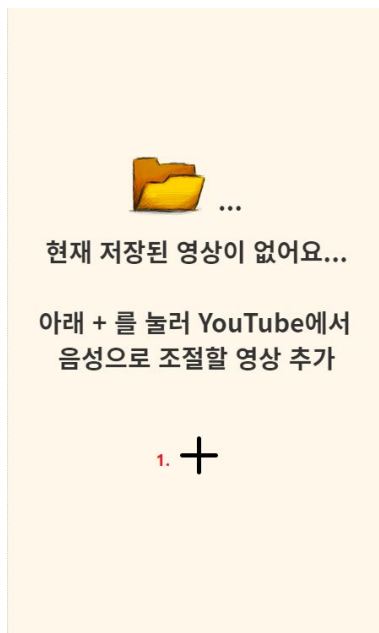 ...
현재 저장된 영상이 없어요...
아래 + 를 눌러 YouTube에서
음성으로 조절할 영상 추가
1. +